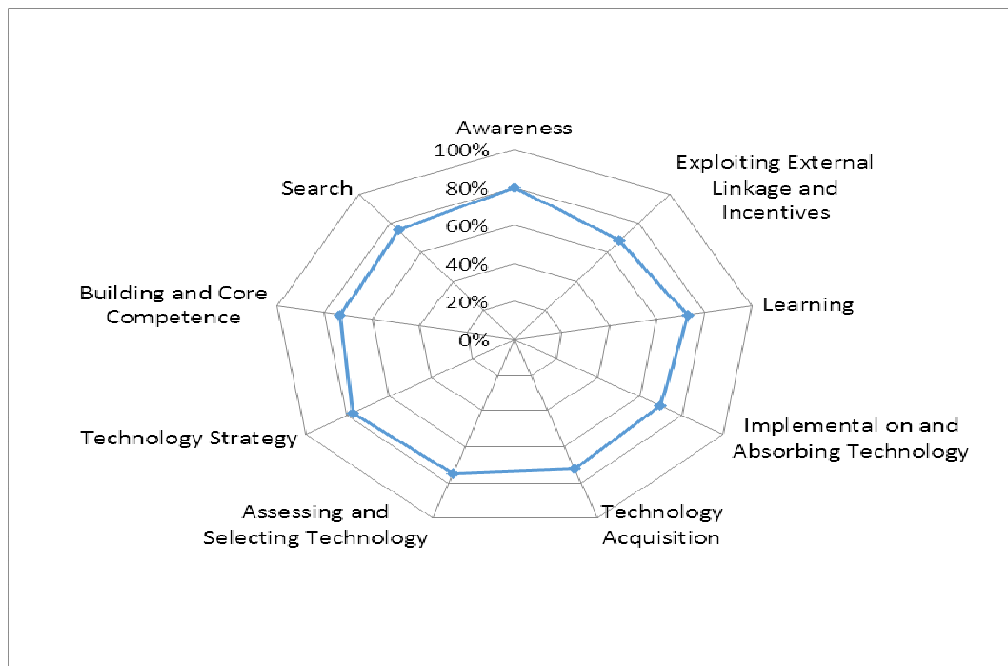 Awareness
100%
80%
60%
40%
20%
0%
Exploiting External
Linkage and
Incentives
Learning
Implemental on and
Absorbing Technology
Technology
Acquisition
Assessing and
Selecting Technology
Technology Strategy
Building and Core
Competence
Search